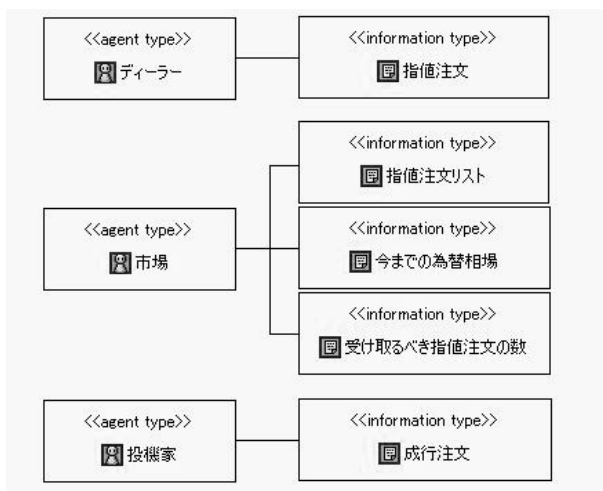 <<agent type>>
ディーラー
<<information type>>
指値注文
<<agent type>>
市場
<<information type>>
指値注文リスト
<<information type>>
今までの為替相場
<<information type>>
受け取るべき指値注文の数
<<agent type>>
投機家
<<information type>>
成行注文